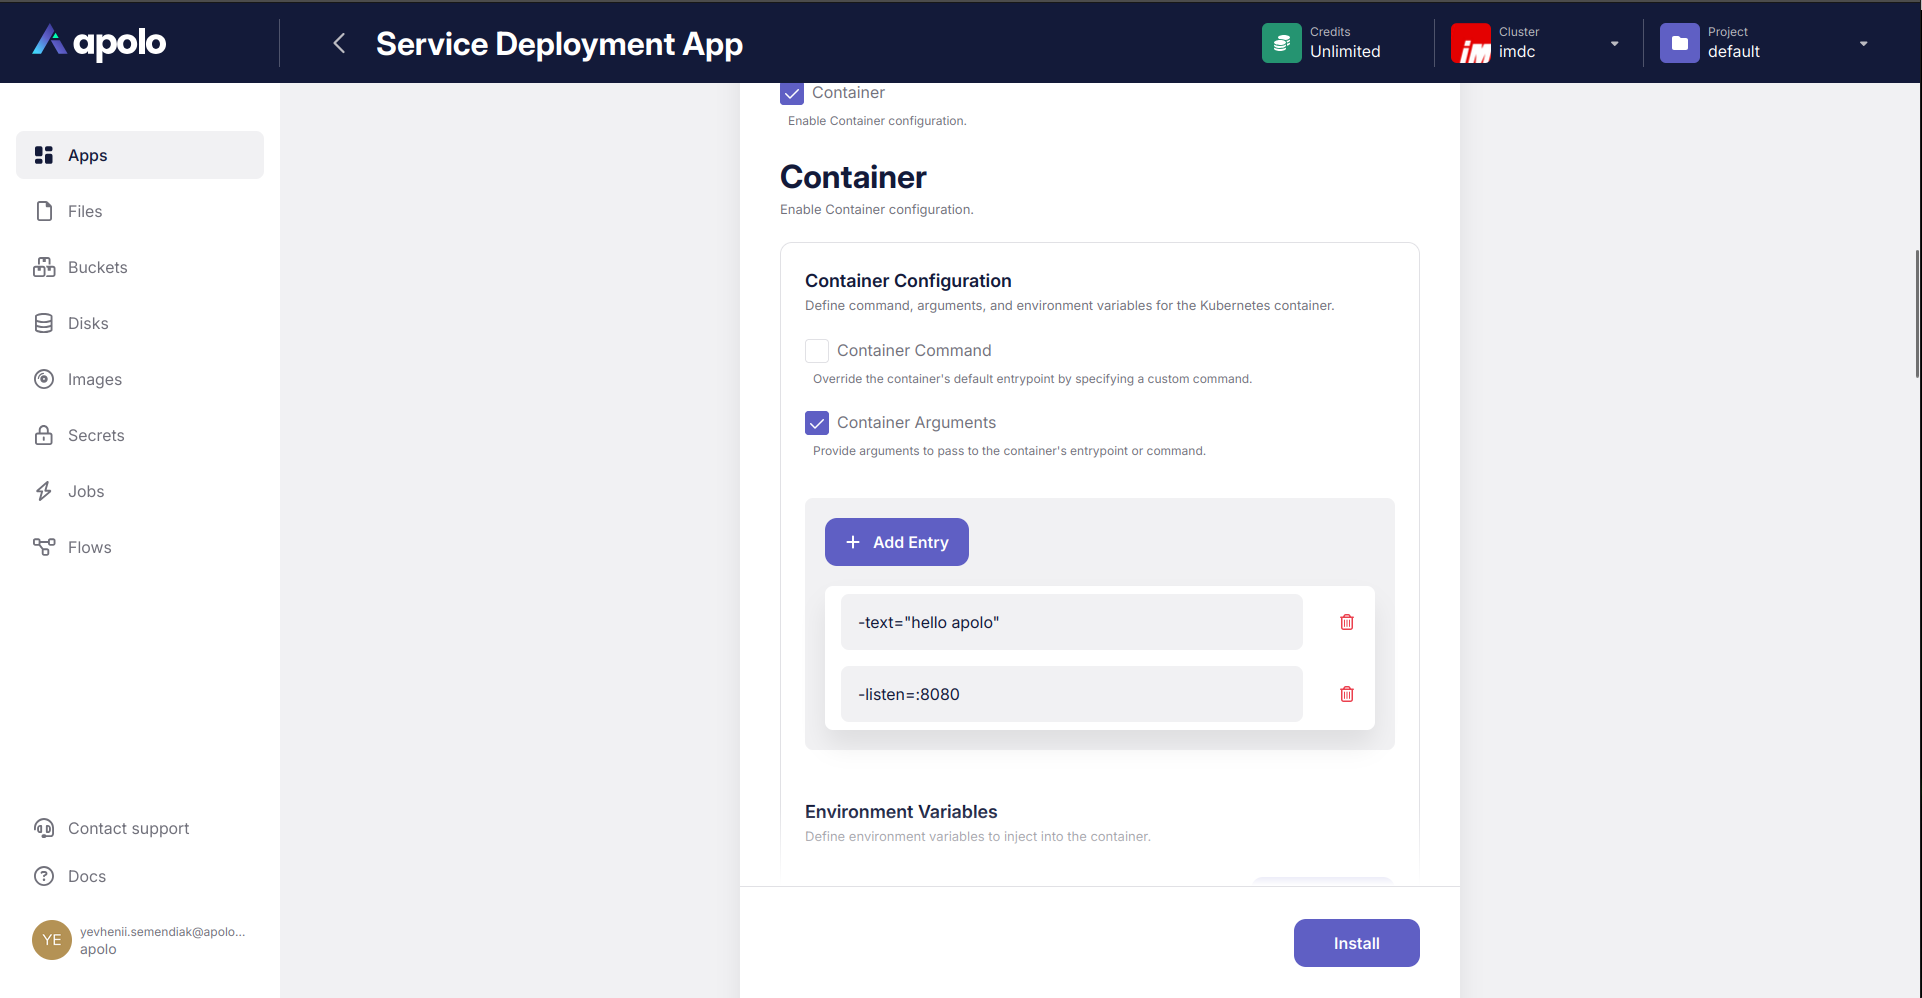 apolo
Service Deployment App
Credits
Unlimited
iM
Cluster
imdc
Project
default
Apps
Files
Buckets
Disks
Images
Secrets
Jobs
Flows
Contact support
Docs
YE
yevhenii.semendiak@apolo...
apolo
Container
Enable Container configuration.
Container
Enable Container configuration.
Container Configuration
Define command, arguments, and environment variables for the Kubernetes container.
Container Command
Override the container's default entrypoint by specifying a custom command.
Container Arguments
Provide arguments to pass to the container's entrypoint or command.
+ Add Entry
-text="hello apolo"
-listen=:8080
Environment Variables
Define environment variables to inject into the container.
Install